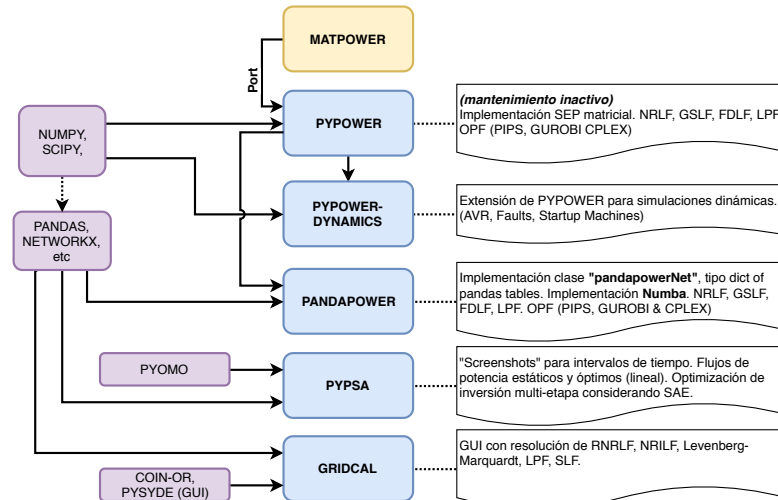 MATPOWER
Port
NUMPY,
SCIPY,
PYPOWER
(mantenimiento inactivo)
Implementación SEP matricial. NRLF, GSLF, FDLF, LPF
OPF (PIPS, GUROBI CPLEX)
PYPOWER-
DYNAMICS
Extensión de PYPOWER para simulaciones dinámicas.
(AVR, Faults, Startup Machines)
PANDAS,
NETWORKX,
etc
PANDAPOWER
Implementación clase "pandapowerNet", tipo dict of
pandas tables. Implementación Numba. NRLF, GSLF,
FDLF, LPF. OPF (PIPS, GUROBI & CPLEX)
PYOMO
PYPSA
"Screenshots" para intervalos de tiempo. Flujos de
potencia estáticos y óptimos (lineal). Optimización de
inversión multi-etapa considerando SAE.
COIN-OR,
PYSYDE (GUI)
GRIDCAL
GUI con resolución de RNRLF, NRILF, Levenberg-
Marquardt, LPF, SLF.